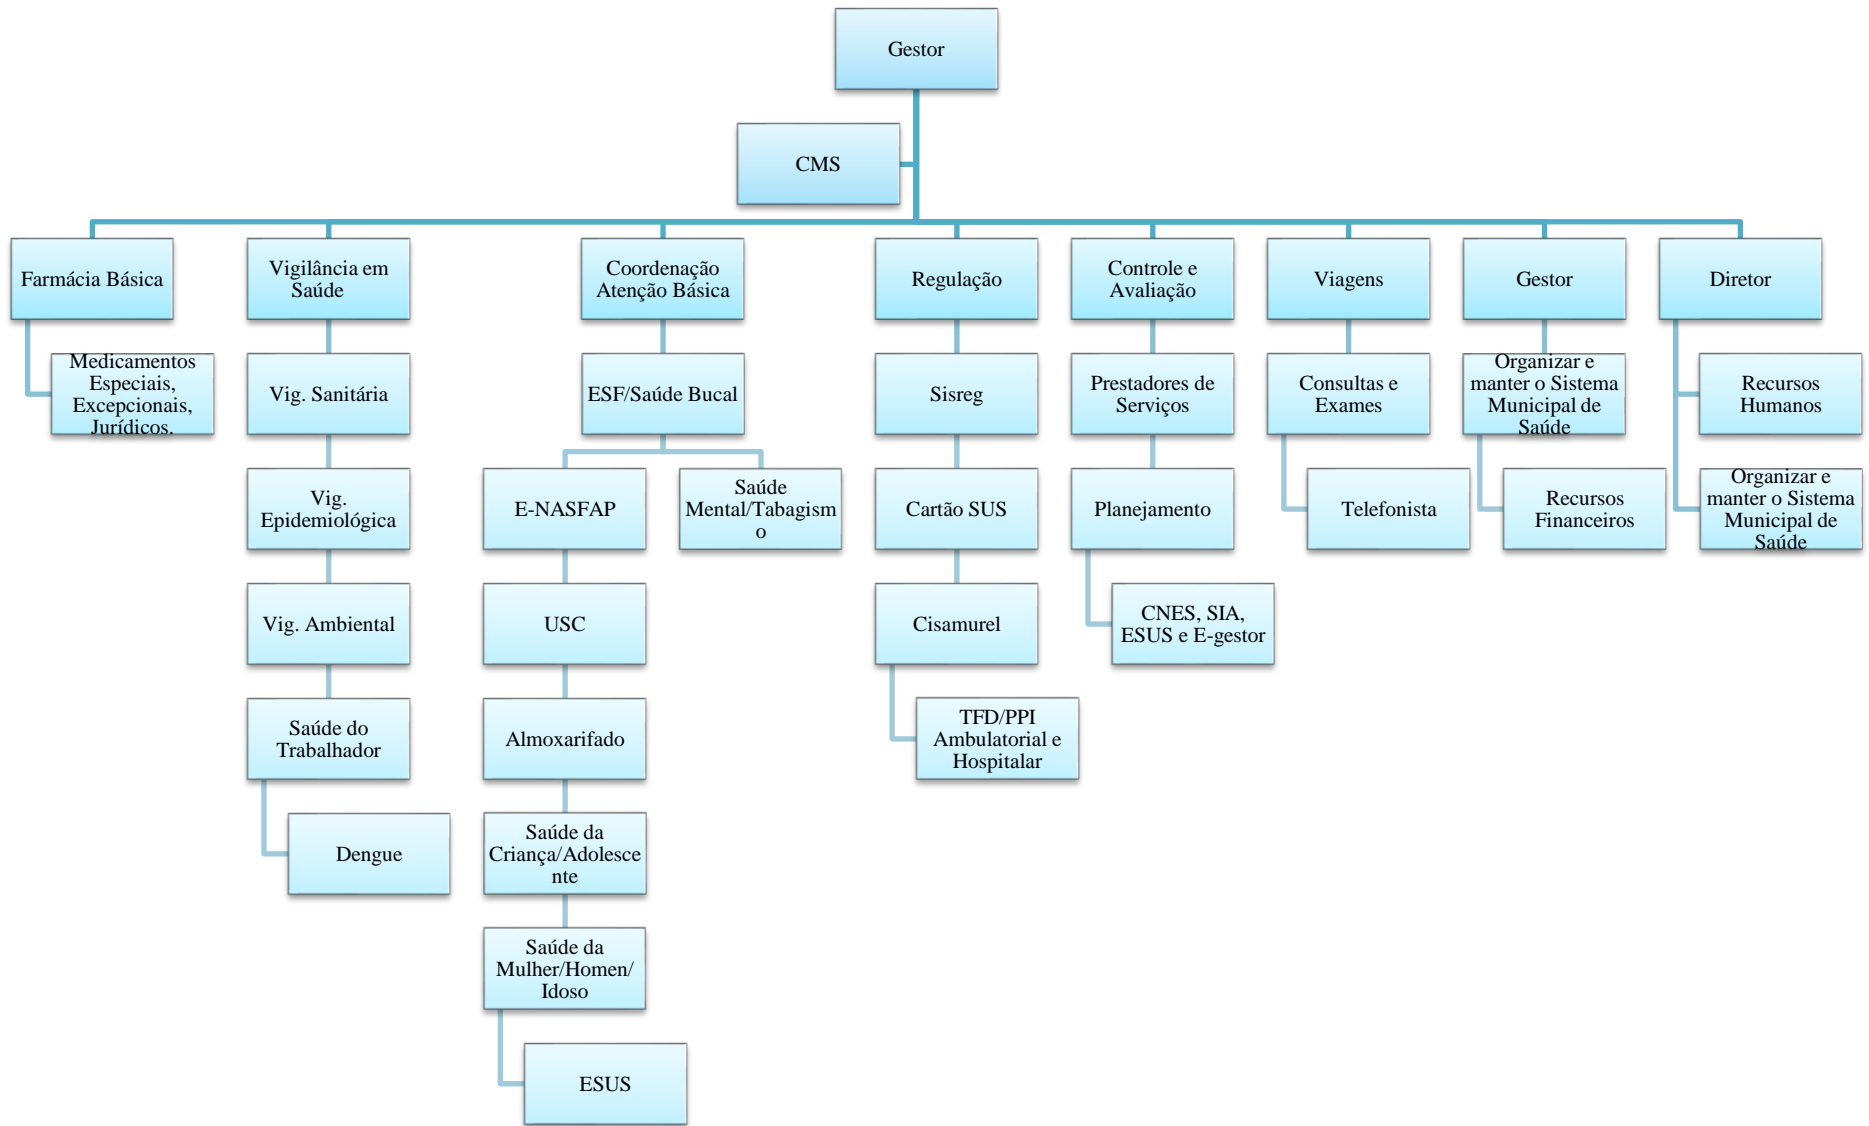 Gestor
CMS
Farmácia Básica
Vigilância em
Saúde
Coordenação
Atenção Básica
Regulação
Controle e
Avaliação
Viagens
Gestor
Diretor
Medicamentos
Especiais,
Excepcionais,
Jurídicos.
Vig. Sanitária
ESF/Saúde Bucal
Sisreg
Prestadores de
Serviços
Consultas e
Exames
Organizar e
manter o Sistema
Municipal de
Saúde
Recursos
Humanos
Vig.
Epidemiológica
E-NASFAP
Saúde
Mental/Tabagism
o
Cartão SUS
Planejamento
Telefonista
Recursos
Financeiros
Organizar e
manter o Sistema
Municipal de
Saúde
Vig. Ambiental
USC
Cisamurel
CNES, SIA,
ESUS e E-gestor
Saúde do
Trabalhador
Almoxarifado
TFD/PPI
Ambulatorial e
Hospitalar
Dengue
Saúde da
Criança/Adolesce
nte
Saúde da
Mulher/Homen/
Idoso
ESUS